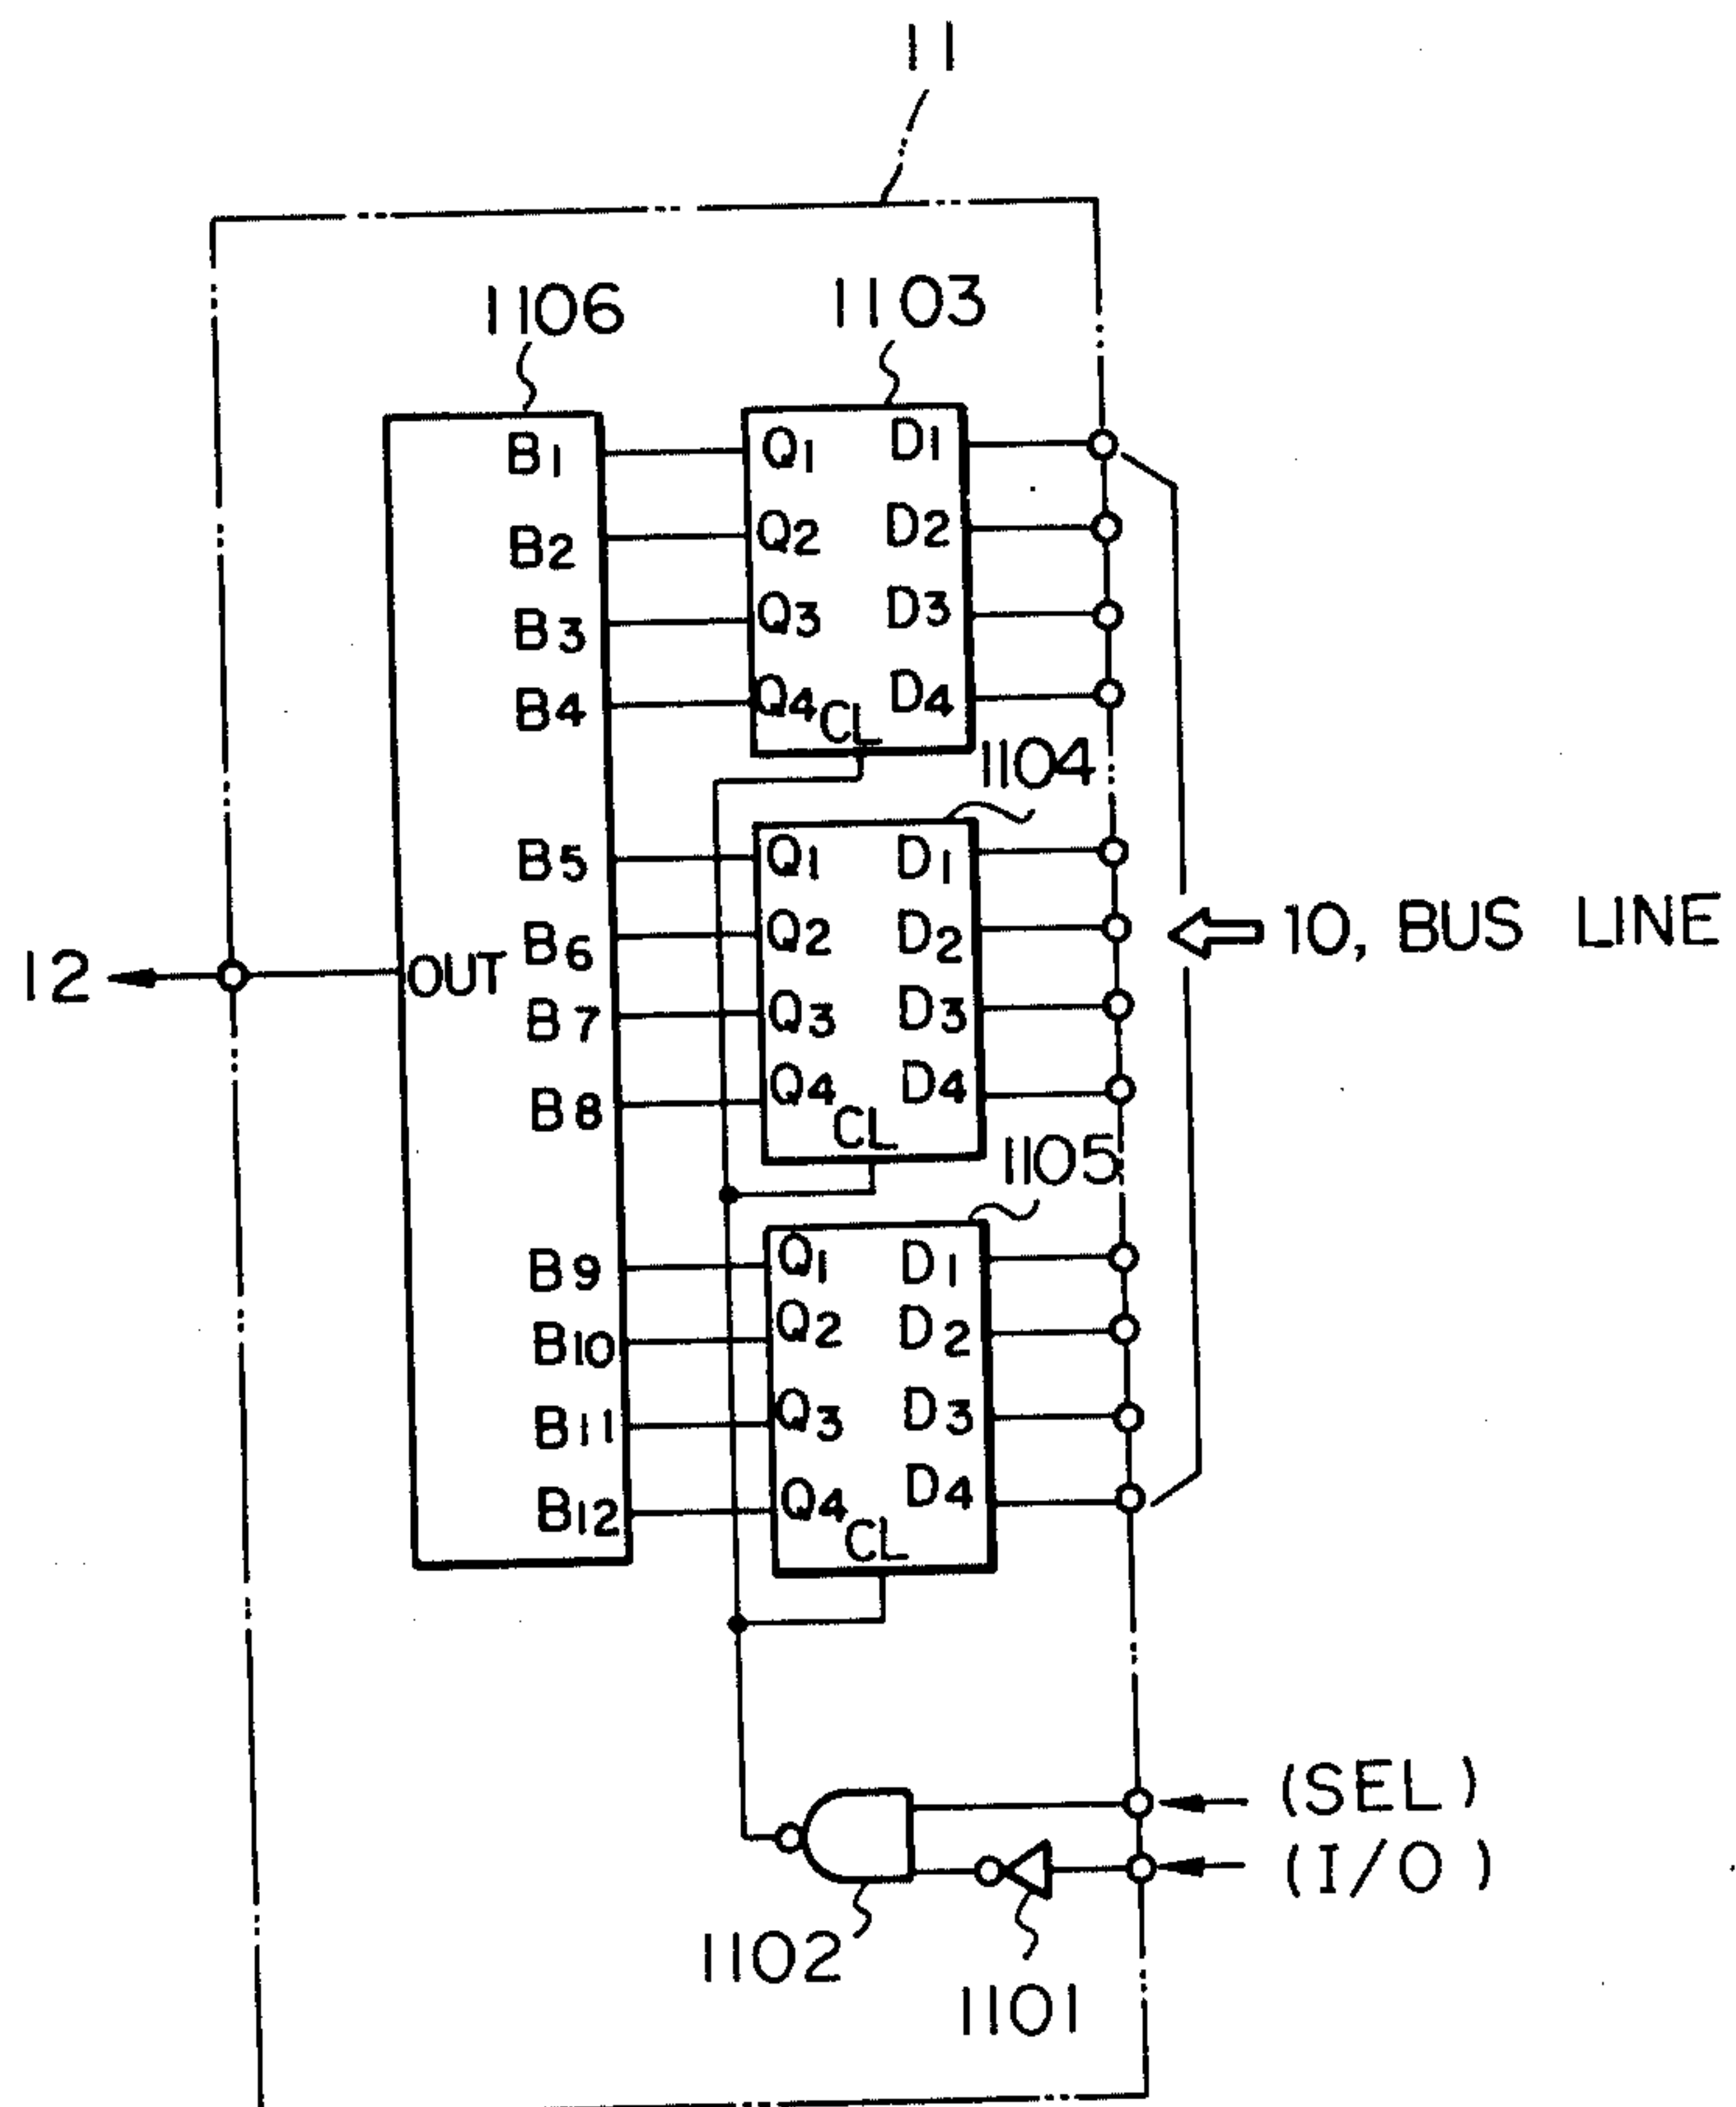 11
1106 1103
B1 Q1 D1
B2 Q2 D2
B3 Q3 D3
B4 Q4 CL D4
1104
B5 Q1 D1
B6 Q2 D2
12 OUT 10, BUS LINE
B7 Q3 D3
B8 Q4 CL D4
1105
B9 Q1 D1
B10 Q2 D2
B11 Q3 D3
B12 Q4 CL D4
(SEL)
(I/O)
1102
1101